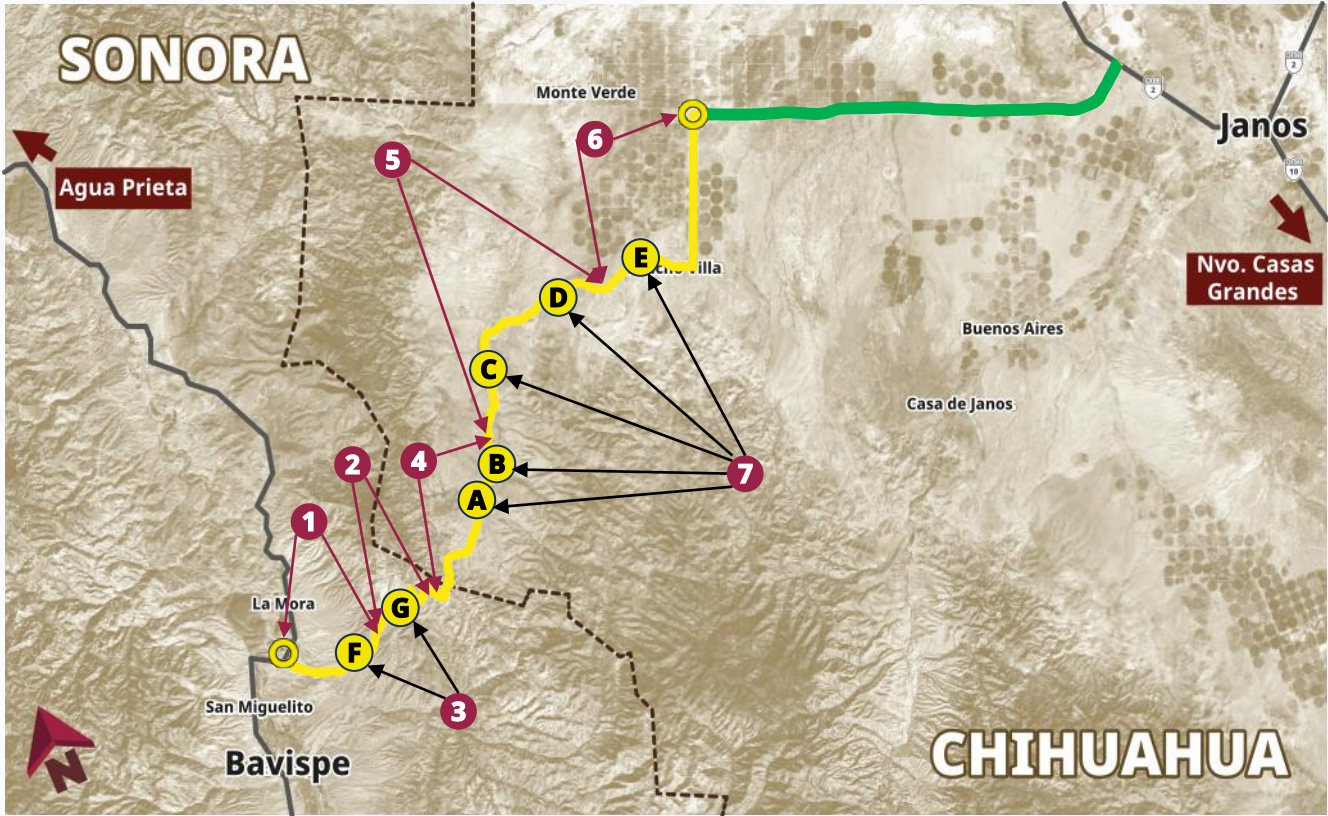 SONORA
Monte Verde
2
2
Janos
6
5
Agua Prieta
10
E
Villa
Nvo. Casas
Grandes
D
Buenos Aires
C
Casa de Janos
2
4
B
7
A
1
La Mora
G
F
San Miguelito
3
N
Bavispe
CHIHUAHUA